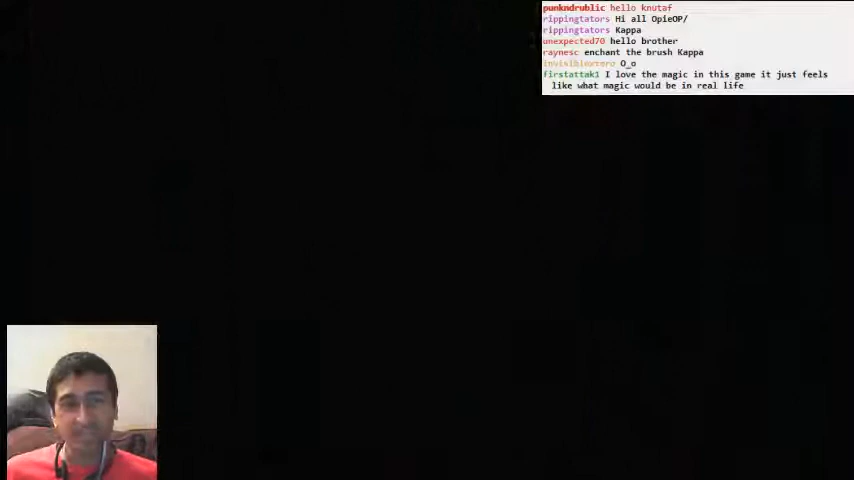 punkndrublic hello knutaf
rippingtators Hi all OpieOP/
rippingtators Kappa
unexpected70 hello brother
raynesc enchant the brush Kappa
O_o
firstattak1 I love the magic in this game it just feels
like what magic would be in real life